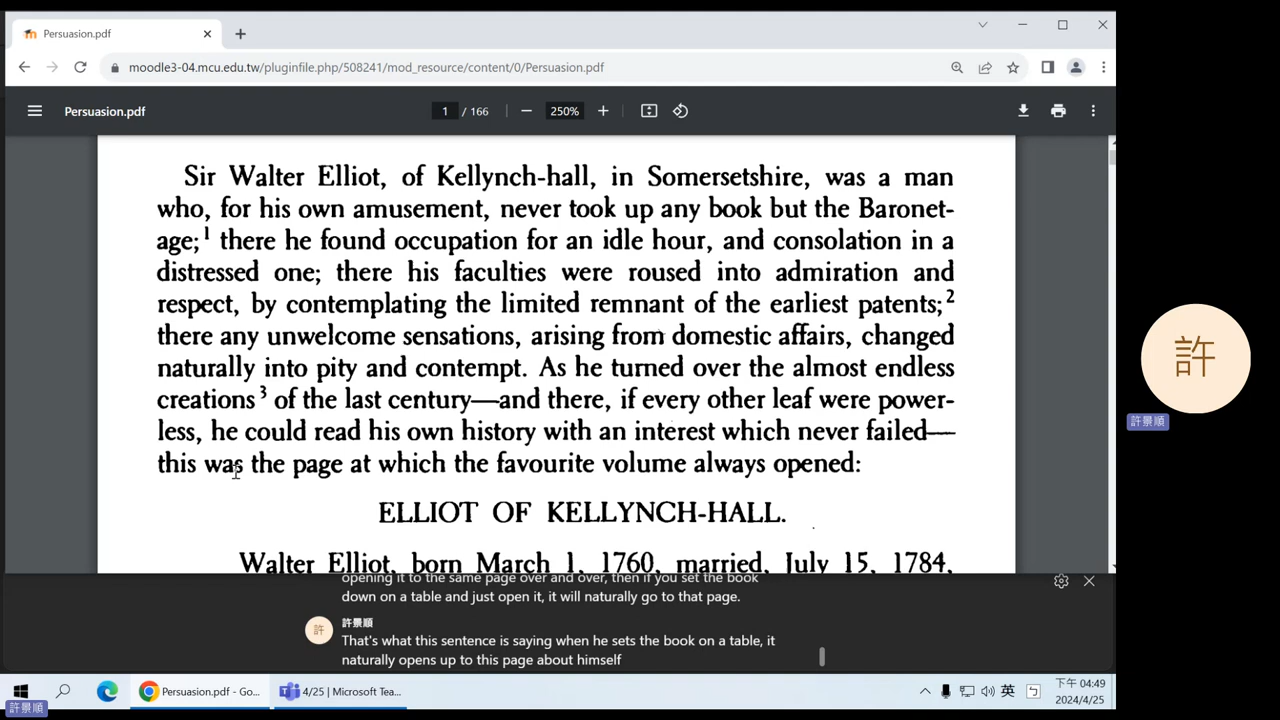 Persuasion.pdf
moodle3-04.mcu.edu.tw/pluginfile.php/508241/mod_resource/content/0/Persuasion.pdf
Persuasion.pdf
1 / 166
250%
Sir Walter Elliot, of Kellynch-hall, in Somersetshire, was a man
who, for his own amusement, never took up any book but the Baronet-
age;1 there he found occupation for an idle hour, and consolation in a
distressed one; there his faculties were roused into admiration and
respect, by contemplating the limited remnant of the earliest patents;2
there any unwelcome sensations, arising from domestic affairs, changed
naturally into pity and contempt. As he turned over the almost endless
creations3 of the last century—and there, if every other leaf were power-
less, he could read his own history with an interest which never failed—
this was the page at which the favourite volume always opened:
ELLIOT OF KELLYNCH-HALL.
Walter Elliot, born March 1, 1760, married, July 15, 1784,
opening it to the same page over and over, then if you set the book
down on a table and just open it, it will naturally go to that page.
許
許景順
That's what this sentence is saying when he sets the book on a table, it
naturally opens up to this page about himself
許
許景順
Persuasion.pdf - Go...
4/25 | Microsoft Tea...
英
ㄅ
下午 04:49
2024/4/25
許景順